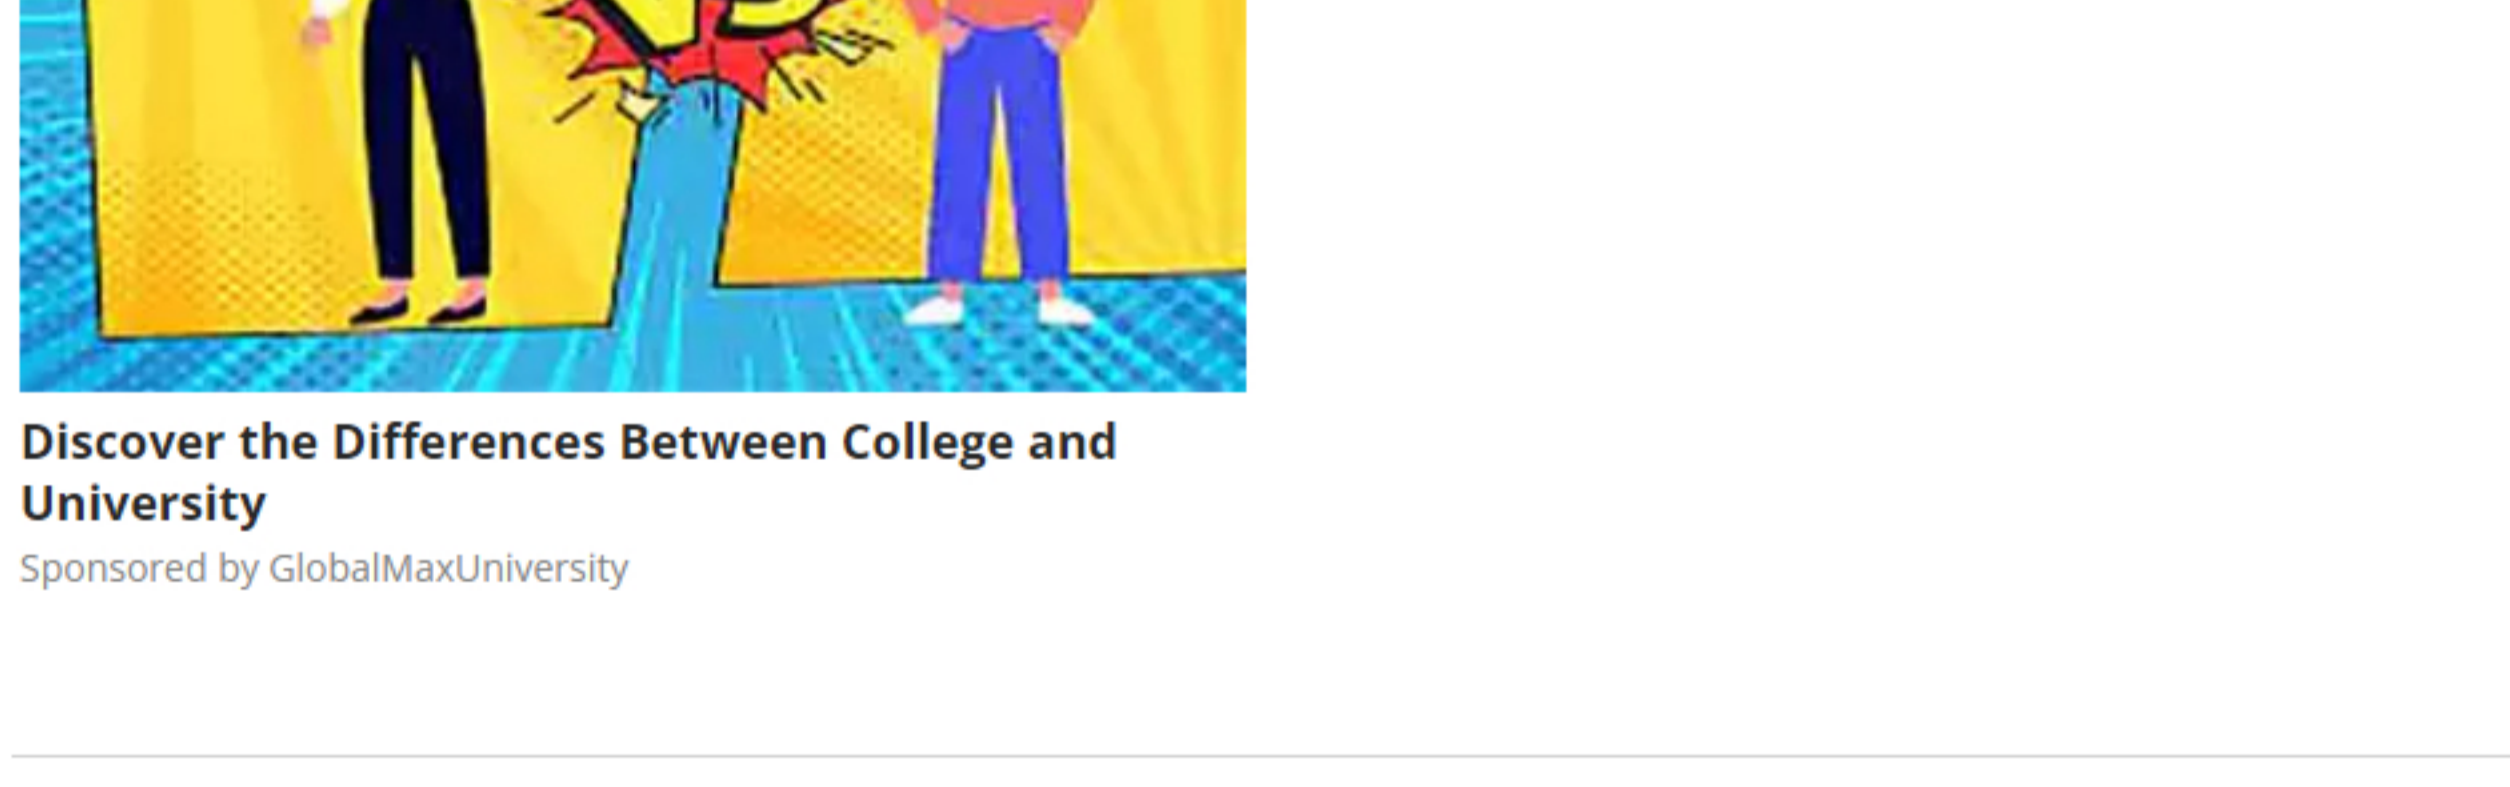 Discover the Differences Between College and
University
Sponsored by GlobalMaxUniversity